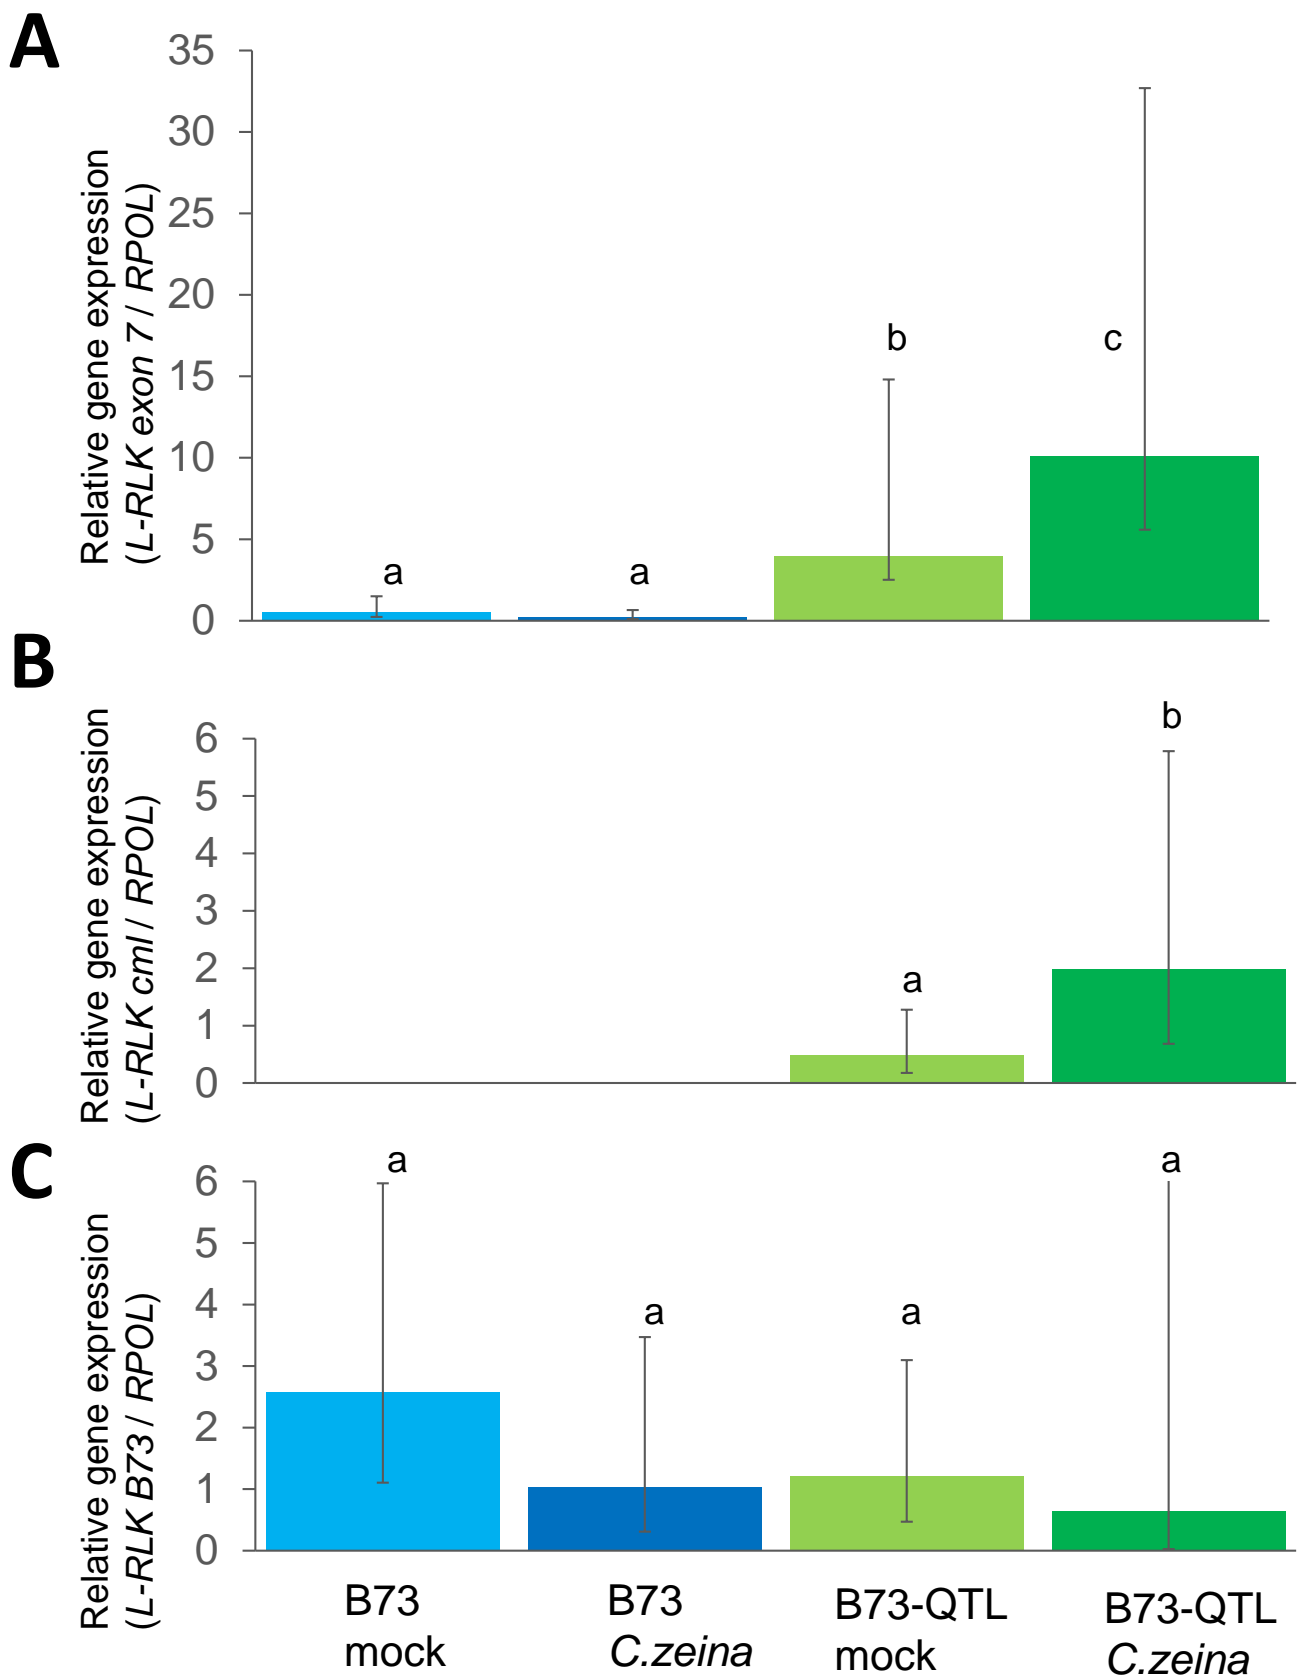 A
Relative gene expression
(L-RLK exon 7 / RPOL)
35
30
25
20
15
10
5
0
a
a
b
c
B
Relative gene expression
(L-RLK cml / RPOL)
6
5
4
3
2
1
0
a
b
C
Relative gene expression
(L-RLK B73 / RPOL)
6
5
4
3
2
1
0
a
a
a
a
B73
mock
B73
C.zeina
B73-QTL
mock
B73-QTL
C.zeina